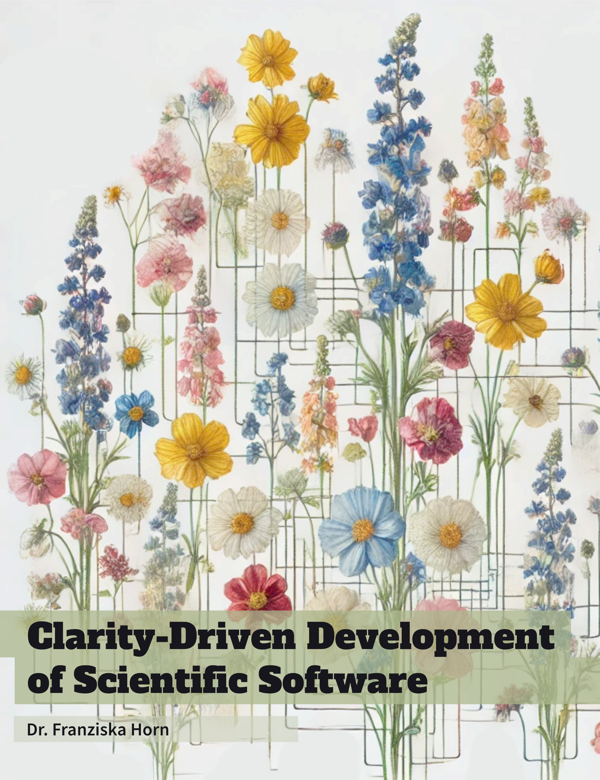 Clarity-Driven Development
of Scientific Software
Dr. Franziska Horn